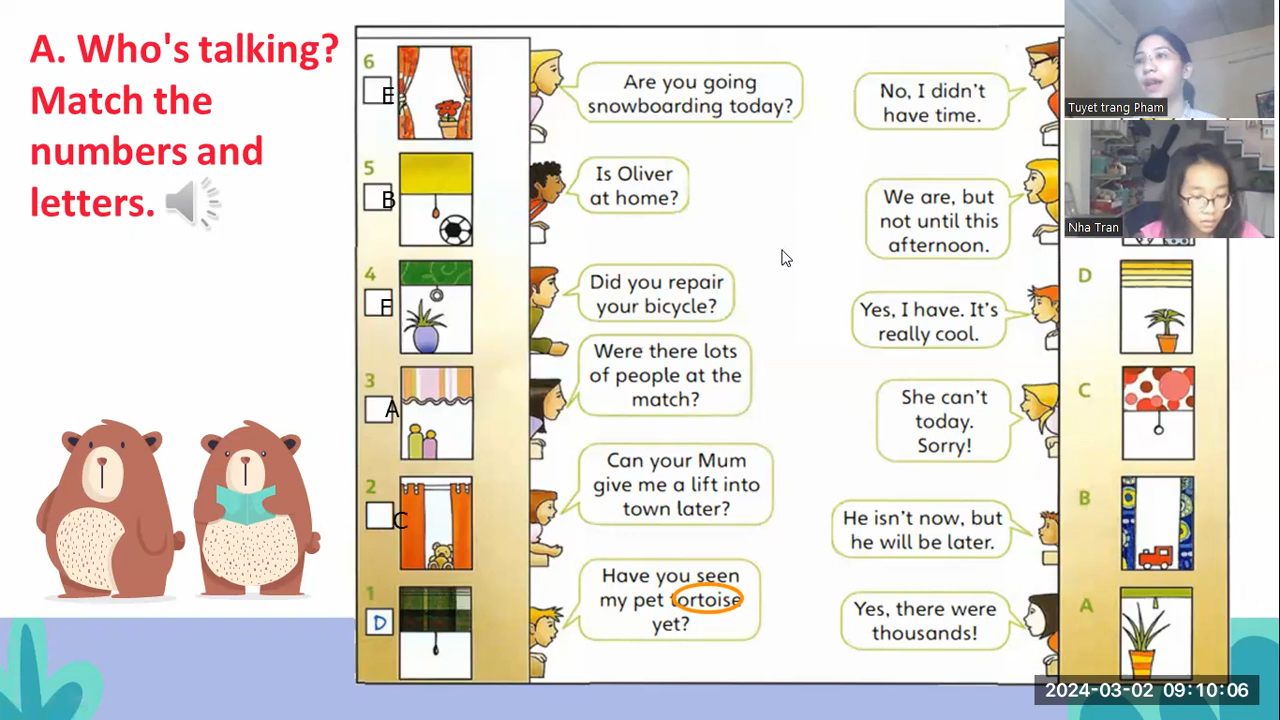 A. Who's talking?
Match the
numbers and
letters.
6
E
Are you going
snowboarding today?
5
B
Is Oliver
at home?
4
F
Did you repair
your bicycle?
3
A
Were there lots
of people at the
match?
2
C
Can your Mum
give me a lift into
town later?
1
D
Have you seen
my pet tortoise
yet?
No, I didn't
have time.
We are, but
not until this
afternoon.
Yes, I have. It's
really cool.
She can't
today.
Sorry!
He isn't now, but
he will be later.
Yes, there were
thousands!
D
C
B
A
Tuyet trang Pham
Nha Tran
2024-03-02 09:10:06